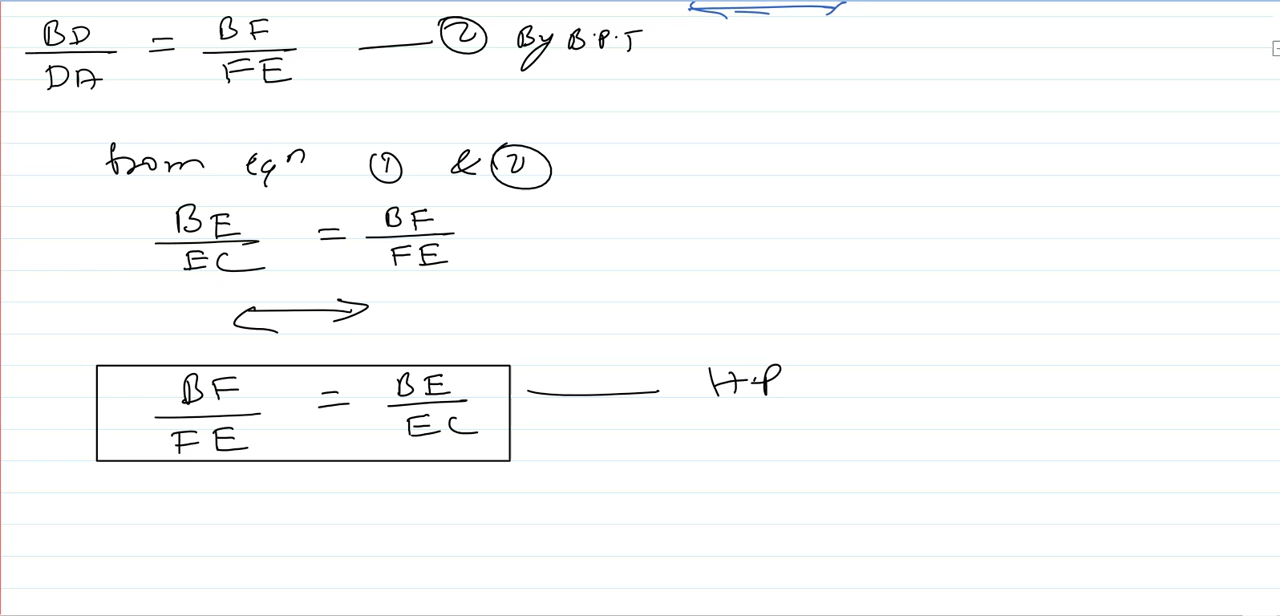 BD/DA = BF/FE — ② By B.P.T
from eqn ① & ②
BE/EC = BF/FE
BF/FE = BE/EC — H.P